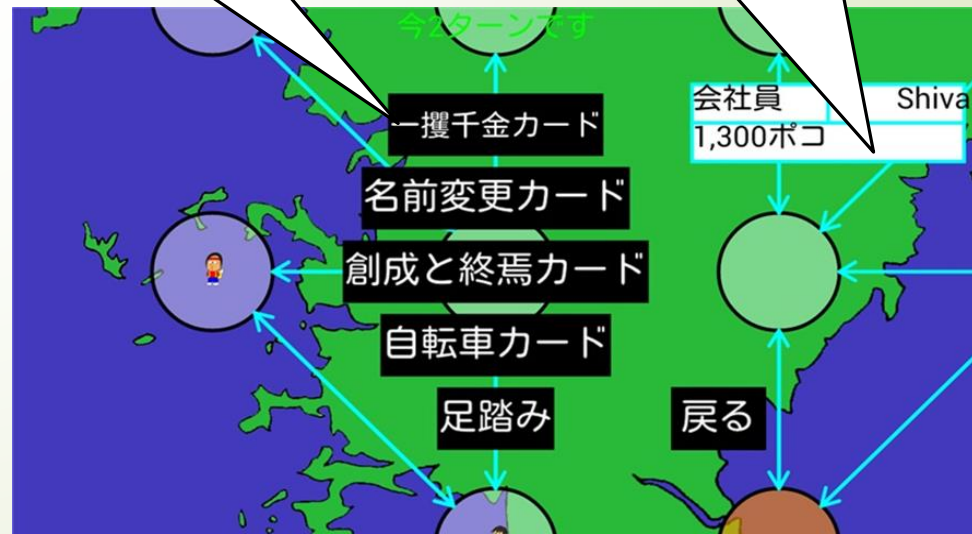 今2ターンです
会社員 Shiva
1,300ポコ
一攫千金カード
名前変更カード
創成と終焉カード
自転車カード
足踏み
戻る